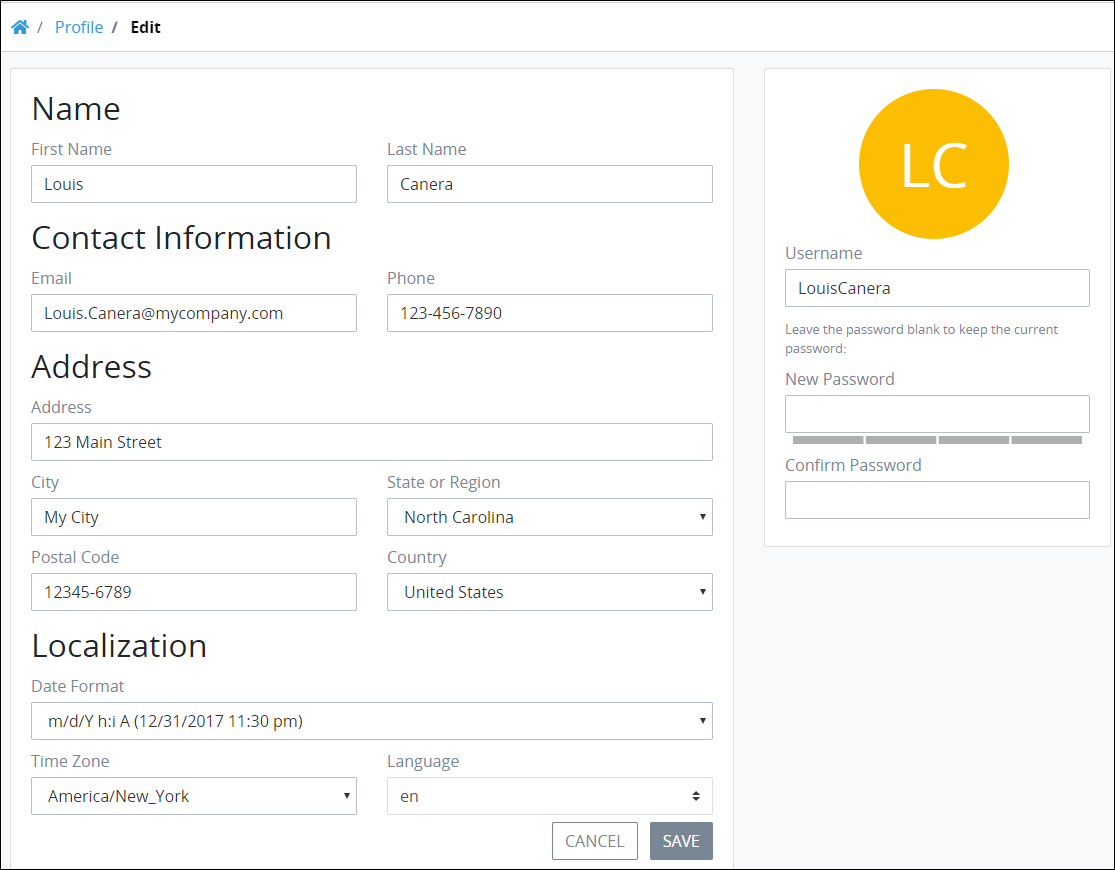 / Profile / Edit
Name
First Name
Last Name
Louis
Canera
Contact Information
Email
Phone
Louis.Canera@mycompany.com
123-456-7890
Address
Address
123 Main Street
City
State or Region
My City
North Carolina
Postal Code
Country
12345-6789
United States
Localization
Date Format
m/d/Y h:i A (12/31/2017 11:30 pm)
Time Zone
Language
America/New_York
en
CANCEL
SAVE
LC
Username
LouisCanera
Leave the password blank to keep the current
password:
New Password
Confirm Password